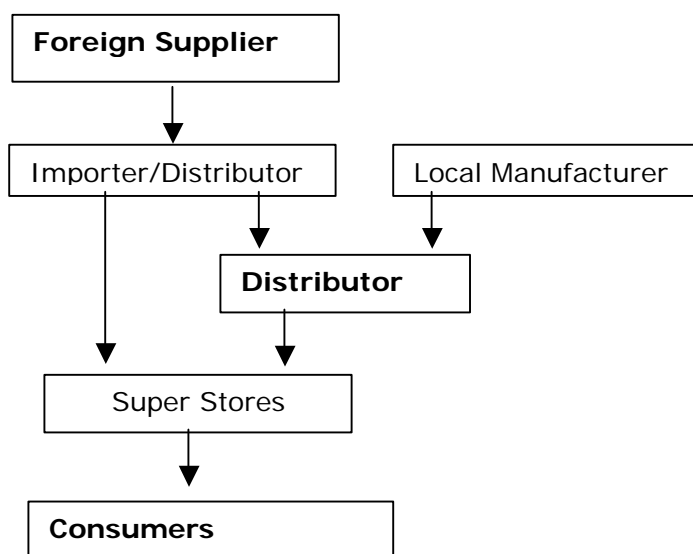 Foreign Supplier
Importer/Distributor
Local Manufacturer
Distributor
Super Stores
Consumers